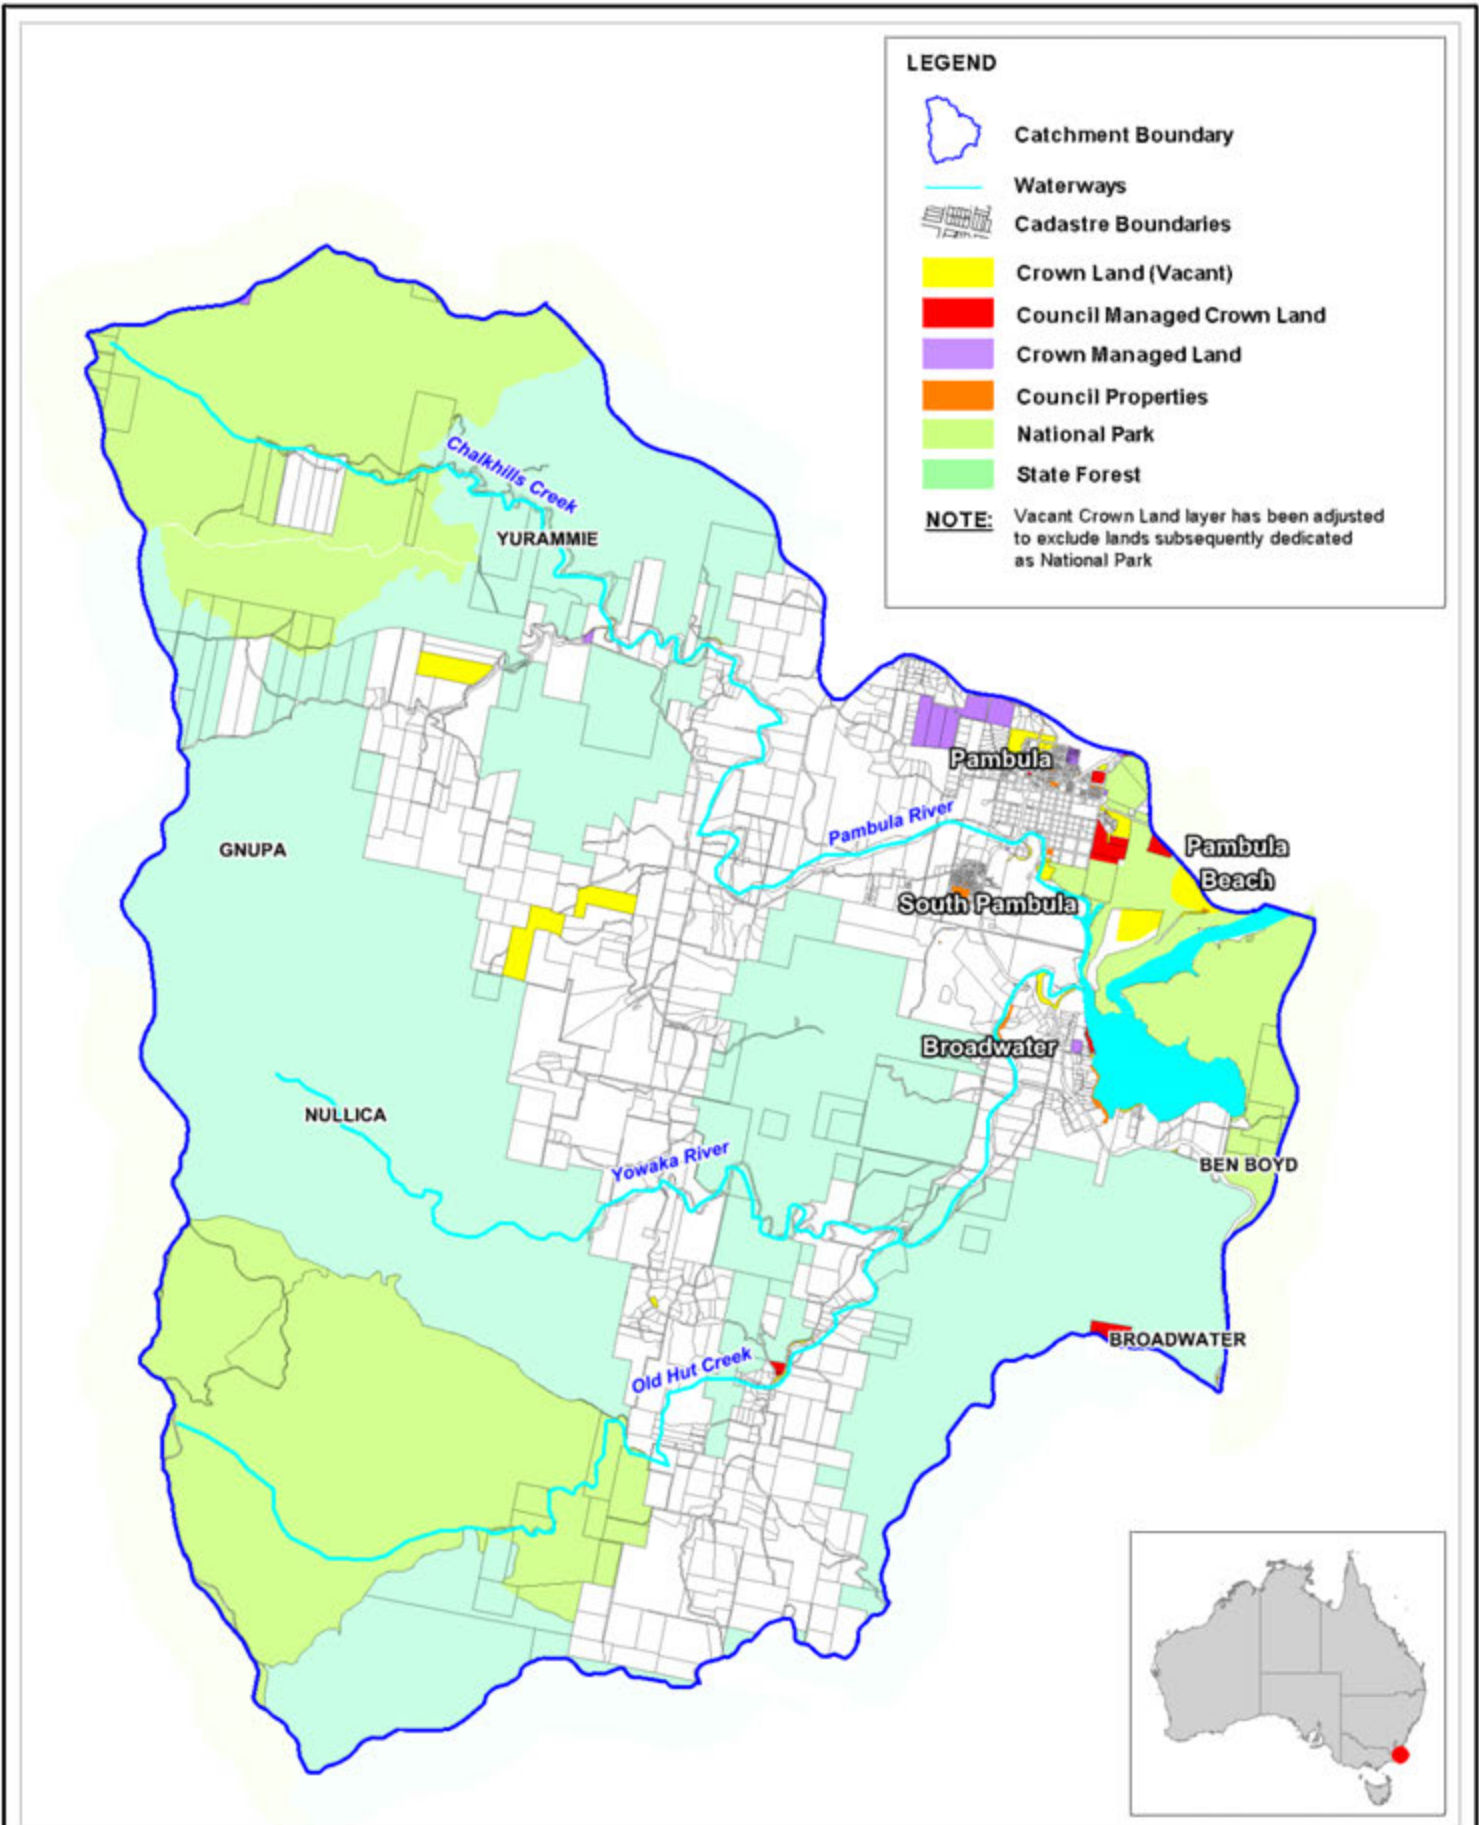 LEGEND
Catchment Boundary
Waterways
Cadastre Boundaries
Crown Land (Vacant)
Council Managed Crown Land
Crown Managed Land
Council Properties
National Park
State Forest
NOTE: Vacant Crown Land layer has been adjusted
to exclude lands subsequently dedicated
as National Park
Chalkhills Creek
YURAMMIE
Pambula
Pambula River
GNUPA
Pambula
Beach
South Pambula
Broadwater
NULLICA
Yowaka River
BEN BOYD
BROADWATER
Old Hut Creek